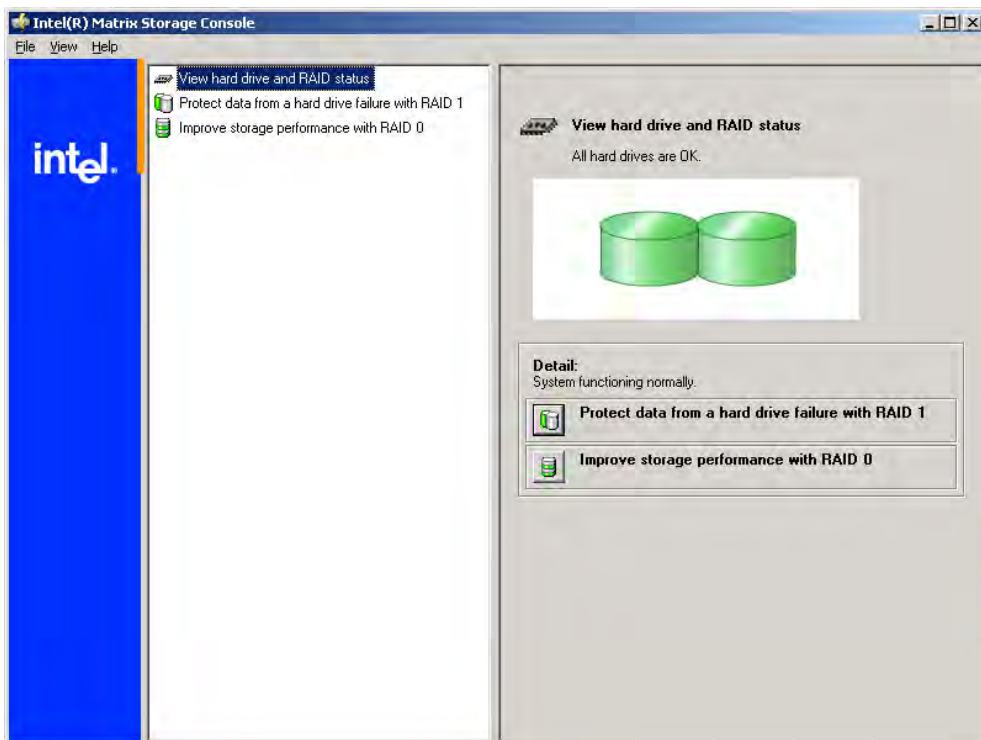 Intel(R) Matrix Storage Console
File View Help
intel.
View hard drive and RAID status
Protect data from a hard drive failure with RAID 1
Improve storage performance with RAID 0
View hard drive and RAID status
All hard drives are OK.
Detail:
System functioning normally.
Protect data from a hard drive failure with RAID 1
Improve storage performance with RAID 0